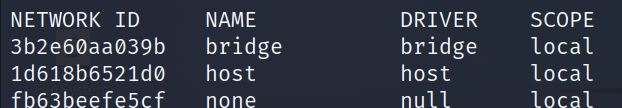 NETWORK ID NAME DRIVER SCOPE
3b2e60aa039b bridge bridge local
1d618b6521d0 host host local
fb63beefe5cf none null local